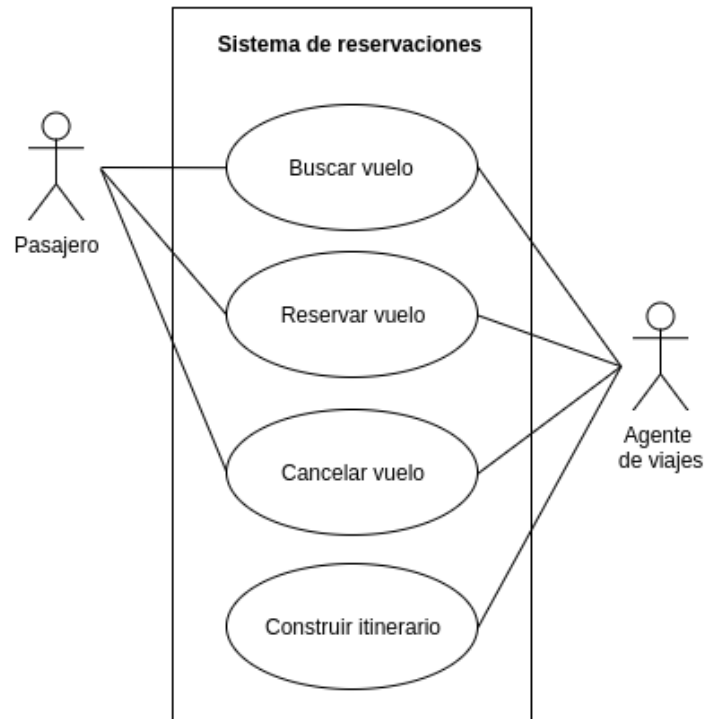 Sistema de reservaciones
Buscar vuelo
Pasajero
Reservar vuelo
Agente
de viajes
Cancelar vuelo
Construir itinerario